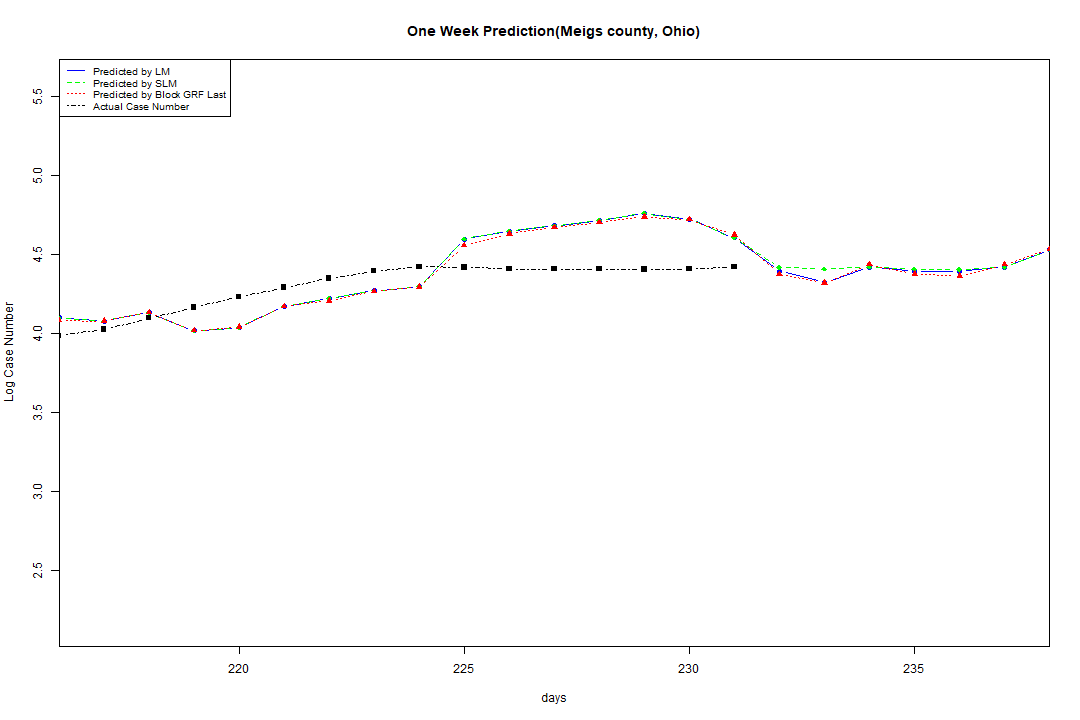 One Week Prediction(Meigs county, Ohio)
Predicted by LM
Predicted by SLM
Predicted by Block GRF Last
Actual Case Number
5.5
5.0
4.5
4.0
3.5
3.0
2.5
Log Case Number
220 225 230 235
days